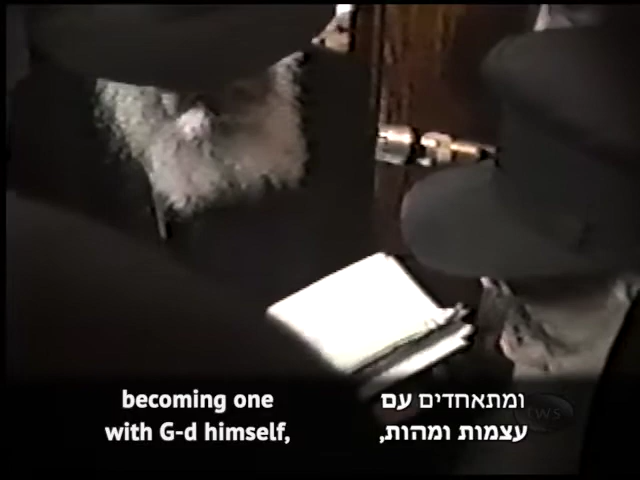 becoming one
with G-d himself,
ומתאחדים עם
עצמות ומהות,